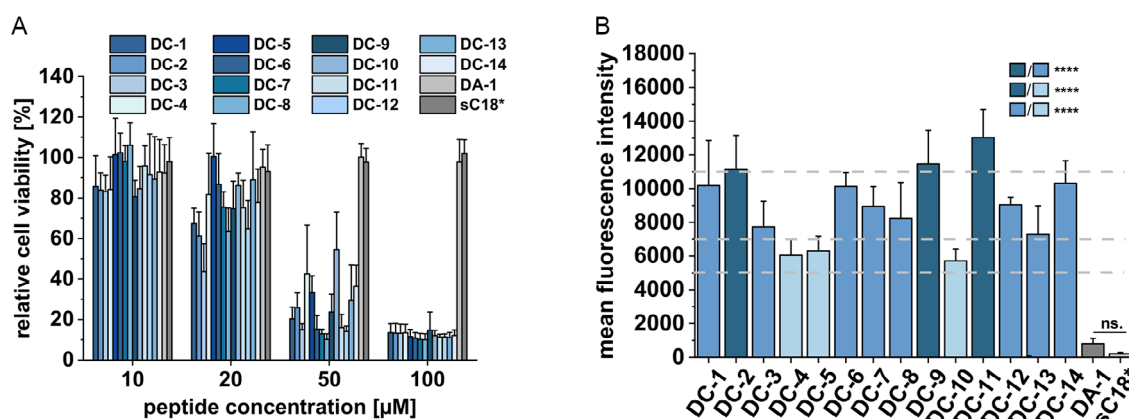 A
DC-1 DC-5 DC-9 DC-13
DC-2 DC-6 DC-10 DC-14
DC-3 DC-7 DC-11 DA-1
DC-4 DC-8 DC-12 sC18*
relative cell viability [%]
140
120
100
80
60
40
20
0
10 20 50 100
peptide concentration [µM]
B
mean fluorescence intensity
18000
16000
14000
12000
10000
8000
6000
4000
2000
0
/ ****
/ ****
/ ****
ns.
DC-1 DC-2 DC-3 DC-4 DC-5 DC-6 DC-7 DC-8 DC-9 DC-10 DC-11 DC-12 DC-13 DC-14 DA-1 sC18*